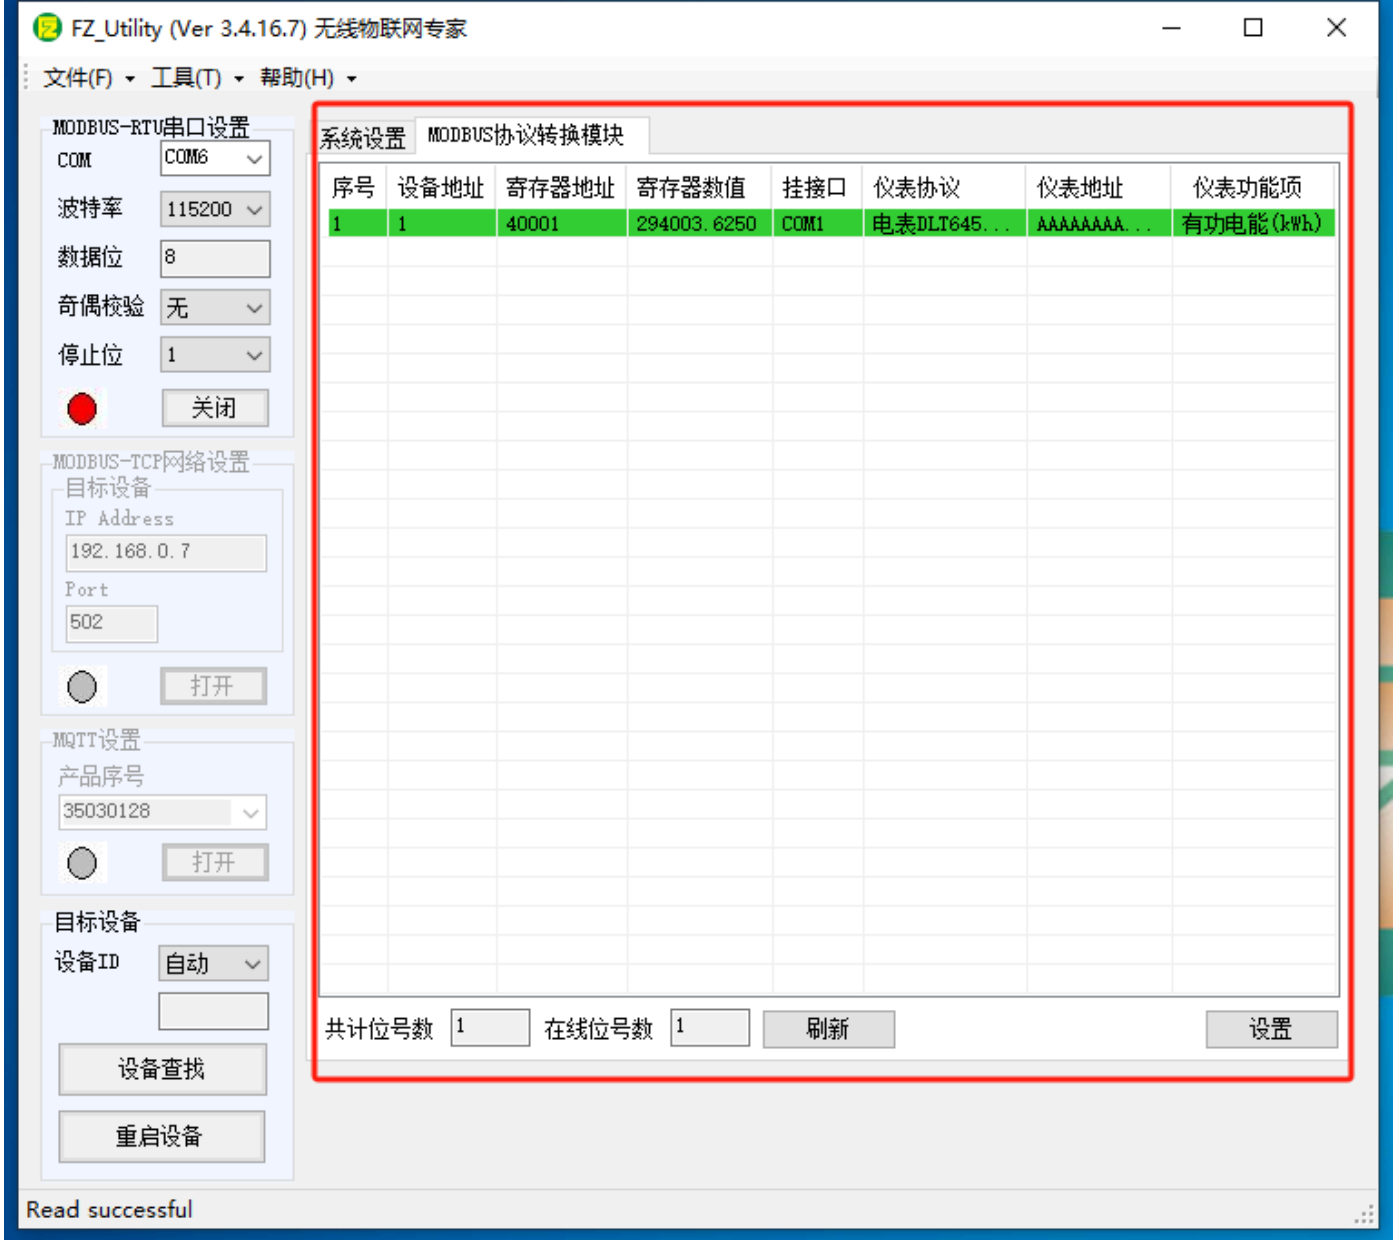 FZ_Utility (Ver 3.4.16.7) 无线物联网专家
文件(F) 工具(T) 帮助(H)
MODBUS-RTU串口设置
COM COM6
波特率 115200
数据位 8
奇偶校验 无
停止位 1
关闭
MODBUS-TCP网络设置
目标设备
IP Address
192.168.0.7
Port
502
打开
MQTT设置
产品序号
35030128
打开
目标设备
设备ID 自动
设备查找
重启设备
系统设置 MODBUS协议转换模块
序号 设备地址 寄存器地址 寄存器数值 挂接口 仪表协议 仪表地址 仪表功能项
1 1 40001 294003.6250 COM1 电表DLT645... AAAAAAAA... 有功电能(kWh)
共计位号数 1 在线位号数 1 刷新 设置
Read successful